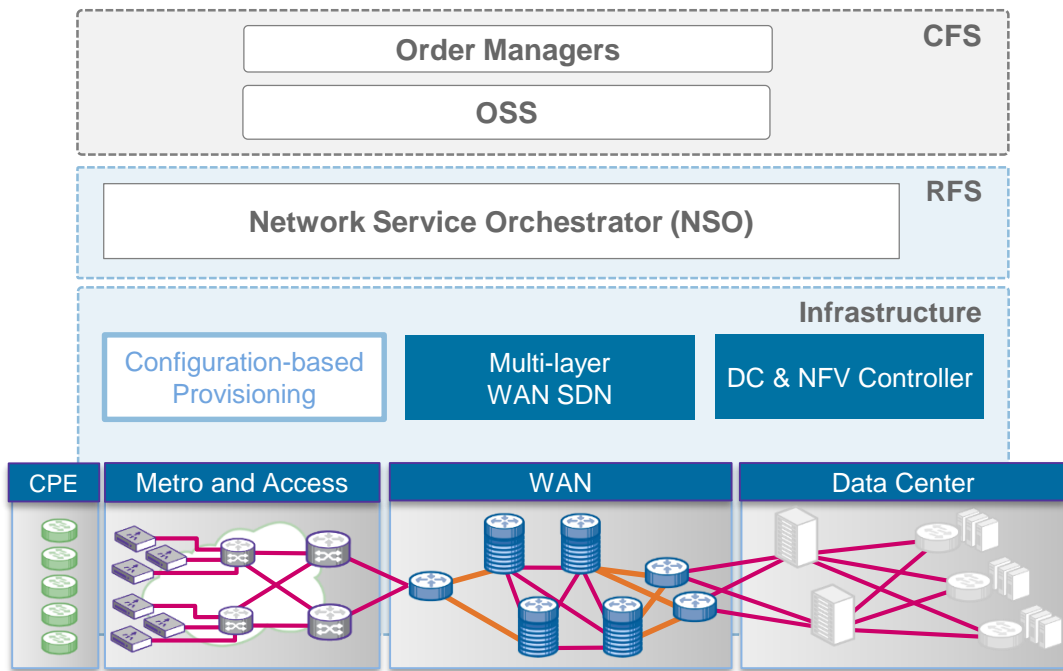 CFS
Order Managers
OSS
RFS
Network Service Orchestrator (NSO)
Infrastructure
Configuration-based
Provisioning
Multi-layer
WAN SDN
DC & NFV Controller
CPE
Metro and Access
WAN
Data Center